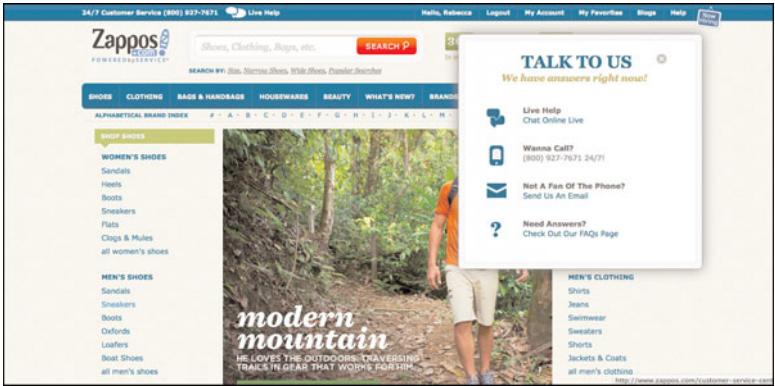 24/7 Customer Service (800) 927-7671 Live Help
Hello, Rebecca Logout My Account My Favorites Blogs Help
NOW HIRING
Zappos
.com
POWERED by SERVICE
Shoes, Clothing, Bags, etc.
SEARCH
SEARCH BY: Size, Narrow Shoes, Wide Shoes, Popular Searches
SHOES CLOTHING BAGS & HANDBAGS HOUSEWARES BEAUTY WHAT'S NEW? BRANDS
ALPHABETICAL BRAND INDEX # · A · B · C · D · E · F · G · H · I · J · K · L · M ·
TALK TO US
We have answers right now!
Live Help
Chat Online Live
Wanna Call?
(800) 927-7671 24/7!
Not A Fan Of The Phone?
Send Us An Email
Need Answers?
Check Out Our FAQs Page
SHOP SHOES
WOMEN'S SHOES
Sandals
Heels
Boots
Sneakers
Flats
Clogs & Mules
all women's shoes
MEN'S SHOES
Sandals
Sneakers
Boots
Oxfords
Loafers
Boat Shoes
all men's shoes
modern
mountain
HE LOVES THE OUTDOORS. TRAVERSING
TRAILS IN GEAR THAT WORKS FOR HIM.
MEN'S CLOTHING
Shirts
Jeans
Swimwear
Sweaters
Shorts
Jackets & Coats
all men's clothing
http://www.zappos.com/customer-service-cen